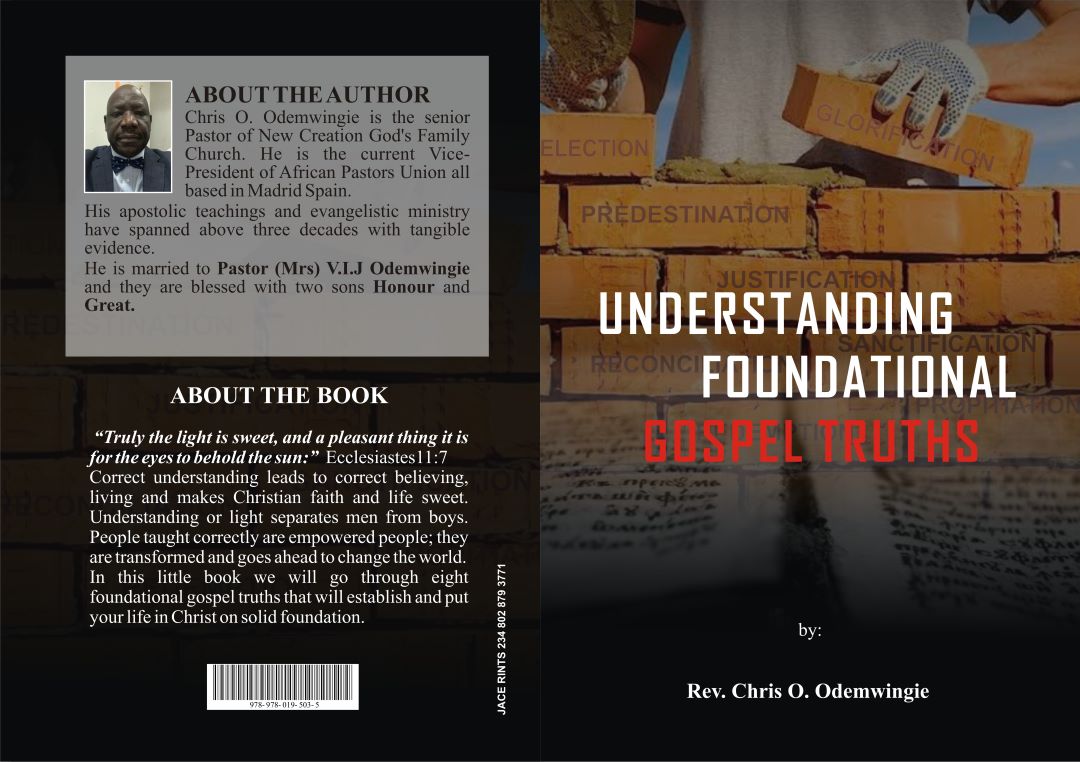 ABOUT THE AUTHOR
Chris O. Odemwingie is the senior
Pastor of New Creation God's Family
Church. He is the current Vice-
President of African Pastors Union all
based in Madrid Spain.
His apostolic teachings and evangelistic ministry
have spanned above three decades with tangible
evidence.
He is married to Pastor (Mrs) V.I.J Odemwingie
and they are blessed with two sons Honour and
Great.
ABOUT THE BOOK
“Truly the light is sweet, and a pleasant thing it is
for the eyes to behold the sun:” Ecclesiastes11:7
Correct understanding leads to correct believing,
living and makes Christian faith and life sweet.
Understanding or light separates men from boys.
People taught correctly are empowered people; they
are transformed and goes ahead to change the world.
In this little book we will go through eight
foundational gospel truths that will establish and put
your life in Christ on solid foundation.
978-978-019-503-5
JACE RINTS 234 802 879 3771
GLORIFICATION
ELECTION
PREDESTINATION
JUSTIFICATION
UNDERSTANDING
SANCTIFICATION
RECONCI
FOUNDATIONAL
PROPITIATION
GOSPEL TRUTHS
by:
Rev. Chris O. Odemwingie